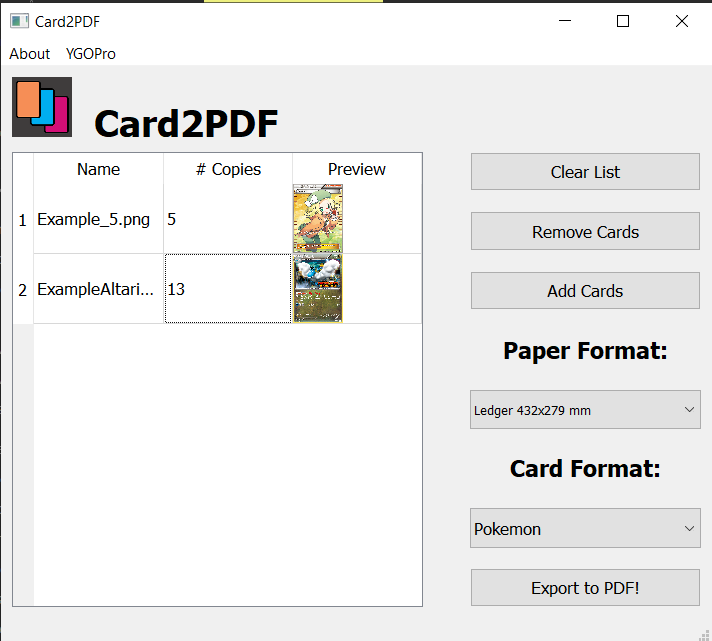 Card2PDF
About YGOPro
Card2PDF
Name # Copies Preview
1 Example_5.png 5
2 ExampleAltari... 13
Clear List
Remove Cards
Add Cards
Paper Format:
Ledger 432x279 mm
Card Format:
Pokemon
Export to PDF!